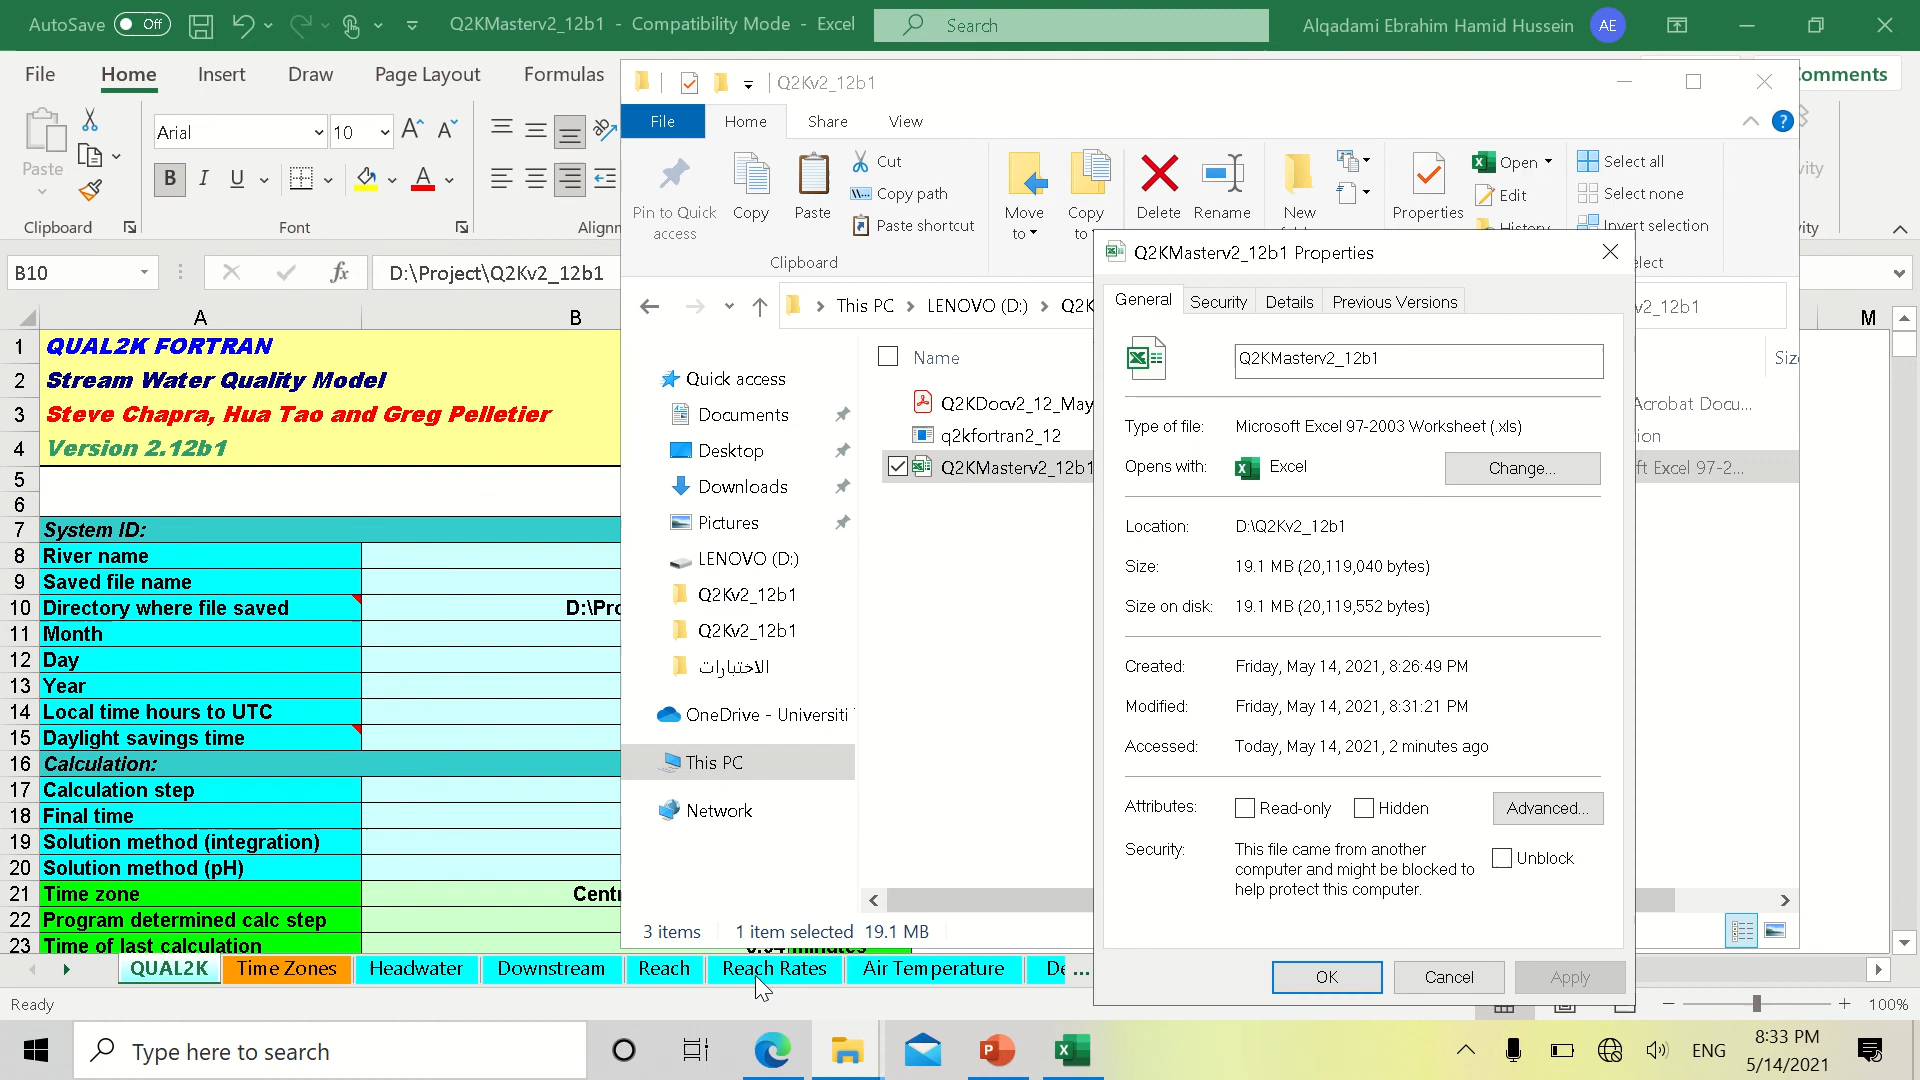 AutoSave Off Q2KMasterv2_12b1 - Compatibility Mode - Excel Search Alqadami Ebrahim Hamid Hussein AE
File Home Insert Draw Page Layout Formulas
omments
Q2Kv2_12b1
File Home Share View
Paste
Arial 10
B I U
Clipboard Font
Pin to Quick access
Copy
Paste
Cut
Copy path
Paste shortcut
Clipboard
Move to
Copy to
Delete
Rename
New
Properties
Open
Edit
History
Select all
Select none
Invert selection
B10
fx
D:\Project\Q2Kv2_12b1
This PC LENOVO (D:) Q2K
v2_12b1
A B M
1 QUAL2K FORTRAN
2 Stream Water Quality Model
3 Steve Chapra, Hua Tao and Greg Pelletier
4 Version 2.12b1
5
6
7 System ID:
8 River name
9 Saved file name
10 Directory where file saved D:\Pro
11 Month
12 Day
13 Year
14 Local time hours to UTC
15 Daylight savings time
16 Calculation:
17 Calculation step
18 Final time
19 Solution method (integration)
20 Solution method (pH)
21 Time zone Centr
22 Program determined calc step
23 Time of last calculation
minutes
Quick access
Documents
Desktop
Downloads
Pictures
LENOVO (D:)
Q2Kv2_12b1
Q2Kv2_12b1
الاختبارات
OneDrive - Universiti
This PC
Network
Name
Q2KDocv2_12_May
Acrobat Docu...
q2kfortran2_12
Q2KMasterv2_12b1
ft Excel 97-2...
3 items 1 item selected 19.1 MB
Q2KMasterv2_12b1 Properties
General Security Details Previous Versions
Q2KMasterv2_12b1
Type of file: Microsoft Excel 97-2003 Worksheet (.xls)
Opens with: Excel Change...
Location: D:\Q2Kv2_12b1
Size: 19.1 MB (20,119,040 bytes)
Size on disk: 19.1 MB (20,119,552 bytes)
Created: Friday, May 14, 2021, 8:26:49 PM
Modified: Friday, May 14, 2021, 8:31:21 PM
Accessed: Today, May 14, 2021, 2 minutes ago
Attributes: Read-only Hidden Advanced...
Security: This file came from another
computer and might be blocked to
help protect this computer.
Unblock
OK Cancel Apply
QUAL2K Time Zones Headwater Downstream Reach Reach Rates Air Temperature De ...
Ready
100%
Type here to search
ENG
8:33 PM
5/14/2021